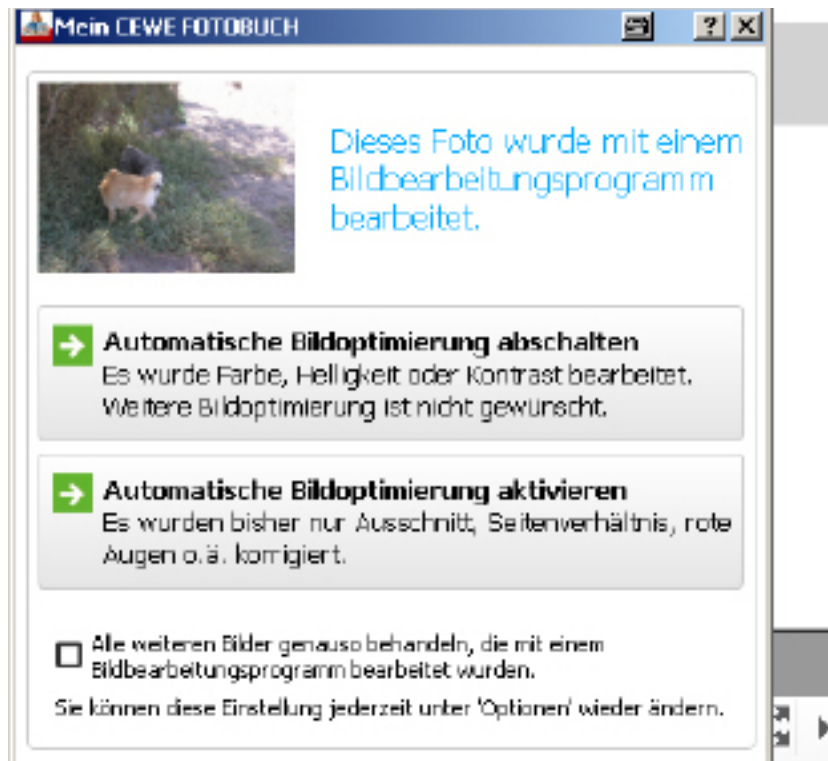 Mein CEWE FOTOBUCH
Dieses Foto wurde mit einem
Bildbearbeitungsprogramm
bearbeitet.
Automatische Bildoptimierung abschalten
Es wurde Farbe, Helligkeit oder Kontrast bearbeitet.
Weitere Bildoptimierung ist nicht gewünscht.
Automatische Bildoptimierung aktivieren
Es wurden bisher nur Ausschnitt, Seitenverhältnis, rote
Augen o.ä. korrigiert.
Alle weiteren Bilder genauso behandeln, die mit einem
Bildbearbeitungsprogramm bearbeitet wurden.
Sie können diese Einstellung jederzeit unter 'Optionen' wieder ändern.